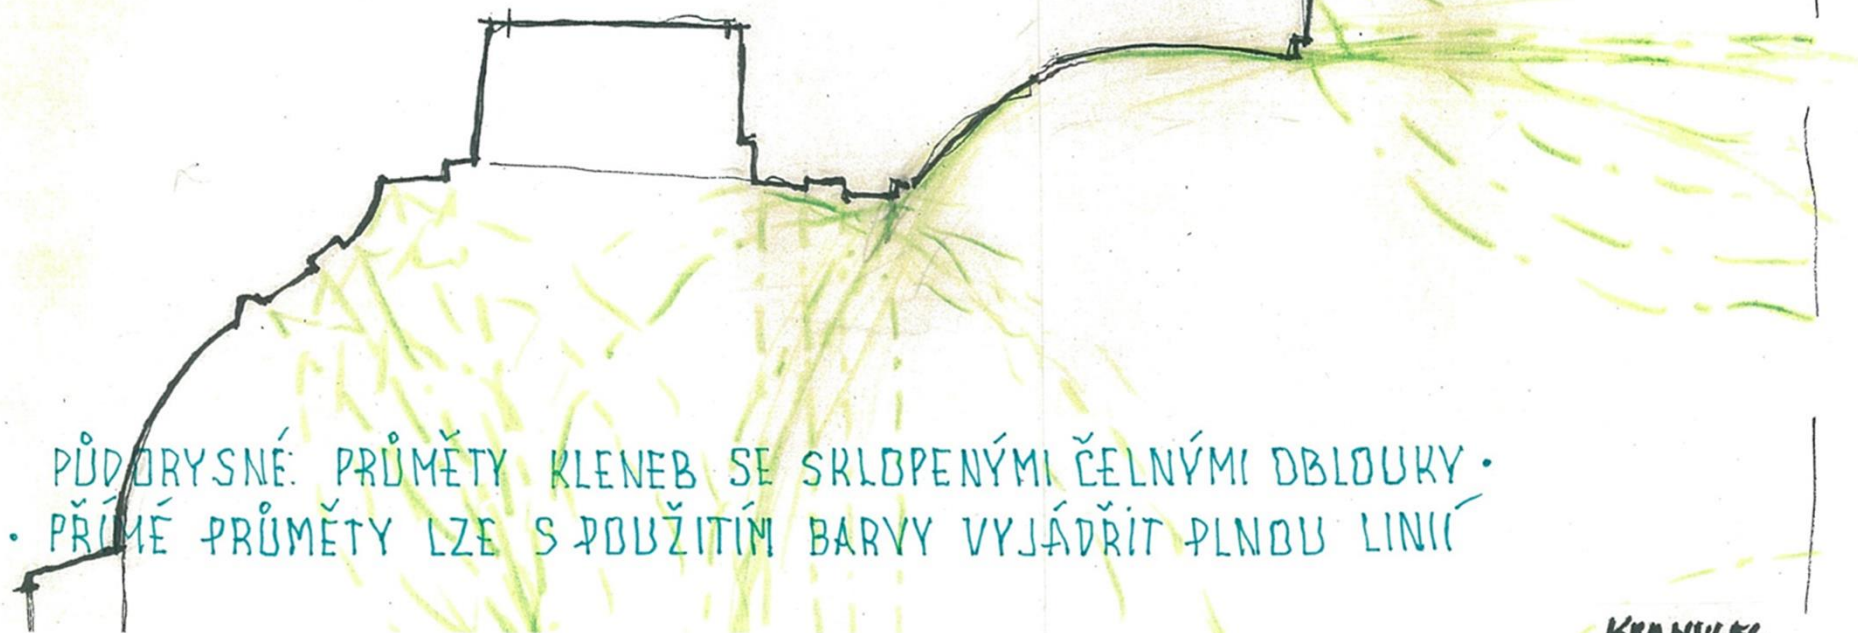 PŮDORYSNÉ PRŮMĚTY KLENEB SE SKLOPENÝMI ČELNÝMI OBLOUKY •
• PŘÍMÉ PRŮMĚTY LZE S POUŽITÍM BARVY VYJÁDŘIT PLNOU LINIÍ